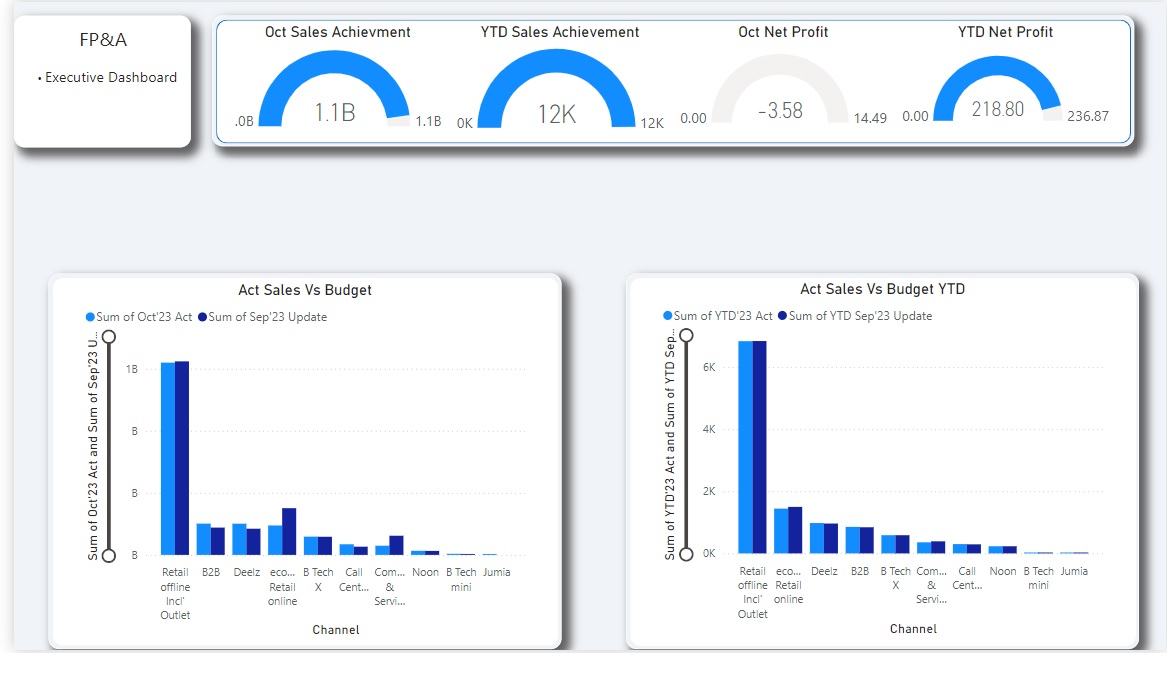 FP&A
• Executive Dashboard
Oct Sales Achievment
.0B
1.1B
1.1B
YTD Sales Achievement
0K
12K
12K
Oct Net Profit
0.00
-3.58
14.49
YTD Net Profit
0.00
218.80
236.87
Act Sales Vs Budget
Sum of Oct'23 Act Sum of Sep'23 Update
Sum of Oct'23 Act and Sum of Sep'23 U...
1B
B
B
B
Retail offline Incl' Outlet
B2B
Deelz
eco... Retail online
B Tech X
Call Cent...
Com... & Servi...
Noon
B Tech mini
Jumia
Channel
Act Sales Vs Budget YTD
Sum of YTD'23 Act Sum of YTD Sep'23 Update
Sum of YTD'23 Act and Sum of YTD Sep...
6K
4K
2K
0K
Retail offline Incl' Outlet
eco... Retail online
Deelz
B2B
B Tech X
Com... & Servi...
Call Cent...
Noon
B Tech mini
Jumia
Channel